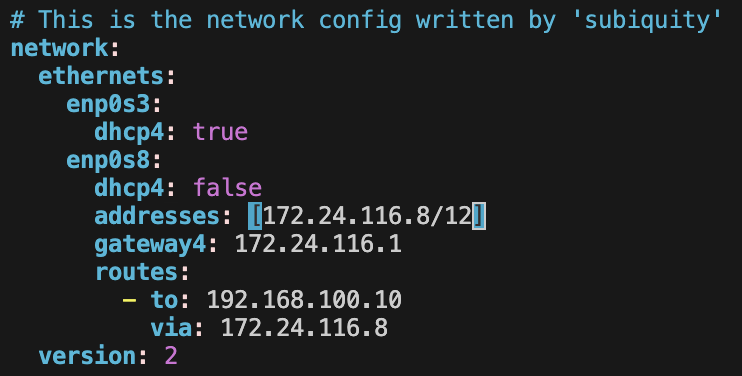 # This is the network config written by 'subiquity'
network:
  ethernets:
    enp0s3:
      dhcp4: true
    enp0s8:
      dhcp4: false
      addresses: [172.24.116.8/12]
      gateway4: 172.24.116.1
      routes:
        - to: 192.168.100.10
          via: 172.24.116.8
  version: 2